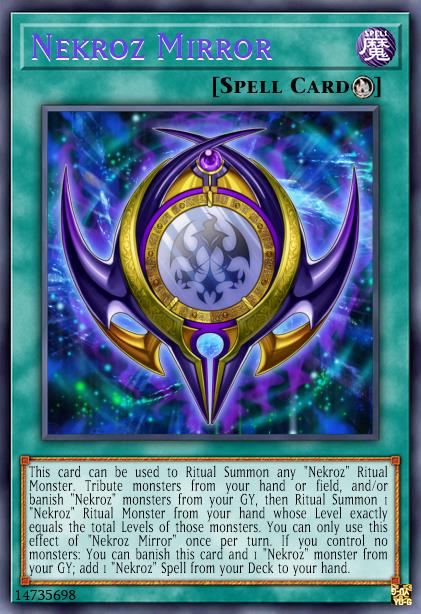 Nekroz Mirror
SPELL
魔
[Spell Card]
This card can be used to Ritual Summon any "Nekroz" Ritual
Monster. Tribute monsters from your hand or field, and/or
banish "Nekroz" monsters from your GY, then Ritual Summon 1
"Nekroz" Ritual Monster from your hand whose Level exactly
equals the total Levels of those monsters. You can only use this
effect of "Nekroz Mirror" once per turn. If you control no
monsters: You can banish this card and 1 "Nekroz" monster from
your GY; add 1 "Nekroz" Spell from your Deck to your hand.
14735698